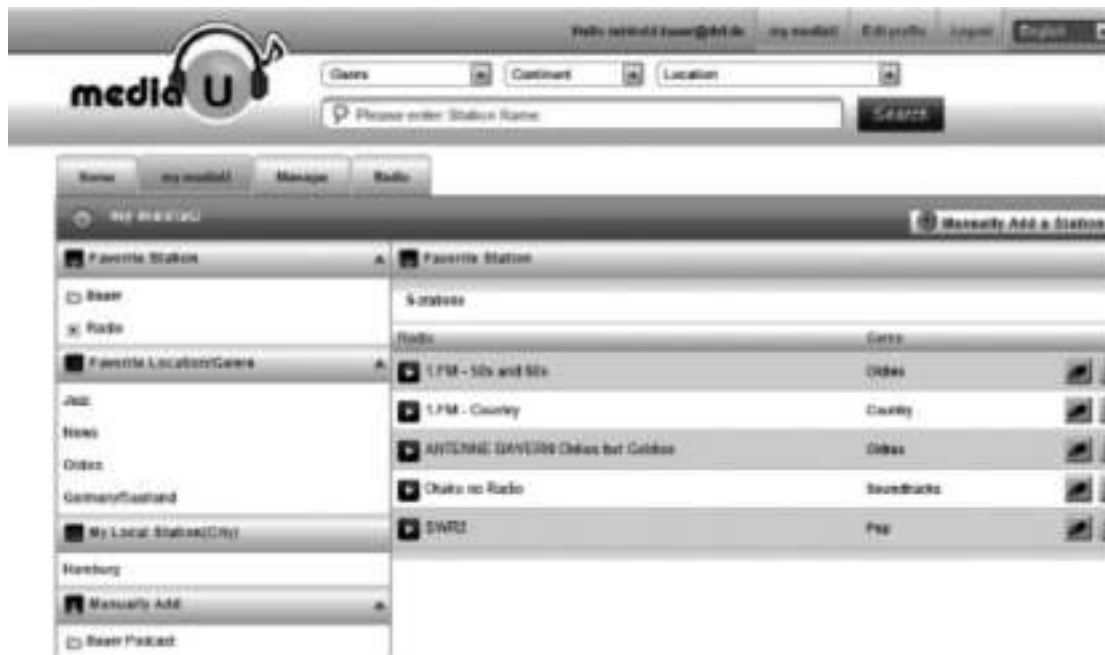 Hello
my mediaU
Edit profile
Logout
English
media U
Genre
Continent
Location
Please enter Station Name
Search
Home
my mediaU
Manager
Radio
my mediaU
Manually Add a Station
Favorite Station
Bauer
Radio
Favorite Location/Genre
Jazz
News
Oldies
Germany/Saarland
My Local Station(City)
Hamburg
Manually Add
Bauer Podcast
Favorite Station
5 stations
Radio Genre
1.FM - 50s and 60s Oldies
1.FM - Country Country
ANTENNE BAYERN Oldies but Goldies Oldies
Otaku no Radio Soundtracks
SWR3 Pop